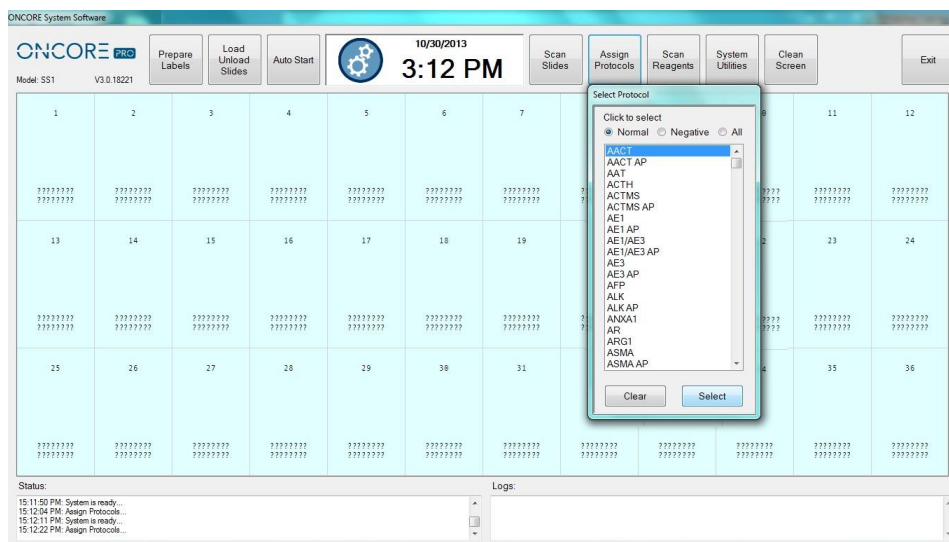 ONCORE System Software
ONCORE PRO
Model: SS1 V3.0.18221
Prepare Labels
Load Unload Slides
Auto Start
10/30/2013
3:12 PM
Scan Slides
Assign Protocols
Scan Reagents
System Utilities
Clean Screen
Exit
1 2 3 4 5 6 7 11 12
???????? ???????? ???????? ???????? ???????? ???????? ???????? ???????? ????????
???????? ???????? ???????? ???????? ???????? ???????? ???????? ???????? ????????
13 14 15 16 17 18 19 23 24
???????? ???????? ???????? ???????? ???????? ???????? ???????? ???????? ????????
???????? ???????? ???????? ???????? ???????? ???????? ???????? ???????? ????????
25 26 27 28 29 30 31 35 36
???????? ???????? ???????? ???????? ???????? ???????? ???????? ???????? ???????? ???????? ???????? ????????
???????? ???????? ???????? ???????? ???????? ???????? ???????? ???????? ???????? ???????? ???????? ????????
Select Protocol
Click to select
Normal Negative All
AACT
AACT AP
AAT
ACTH
ACTMS
ACTMS AP
AE1
AE1 AP
AE1/AE3
AE1/AE3 AP
AE3
AE3 AP
AFP
ALK
ALK AP
ANXA1
AR
ARG1
ASMA
ASMA AP
Clear Select
Status:
15:11:50 PM: System is ready...
15:12:04 PM: Assign Protocols...
15:12:11 PM: System is ready...
15:12:22 PM: Assign Protocols...
Logs: